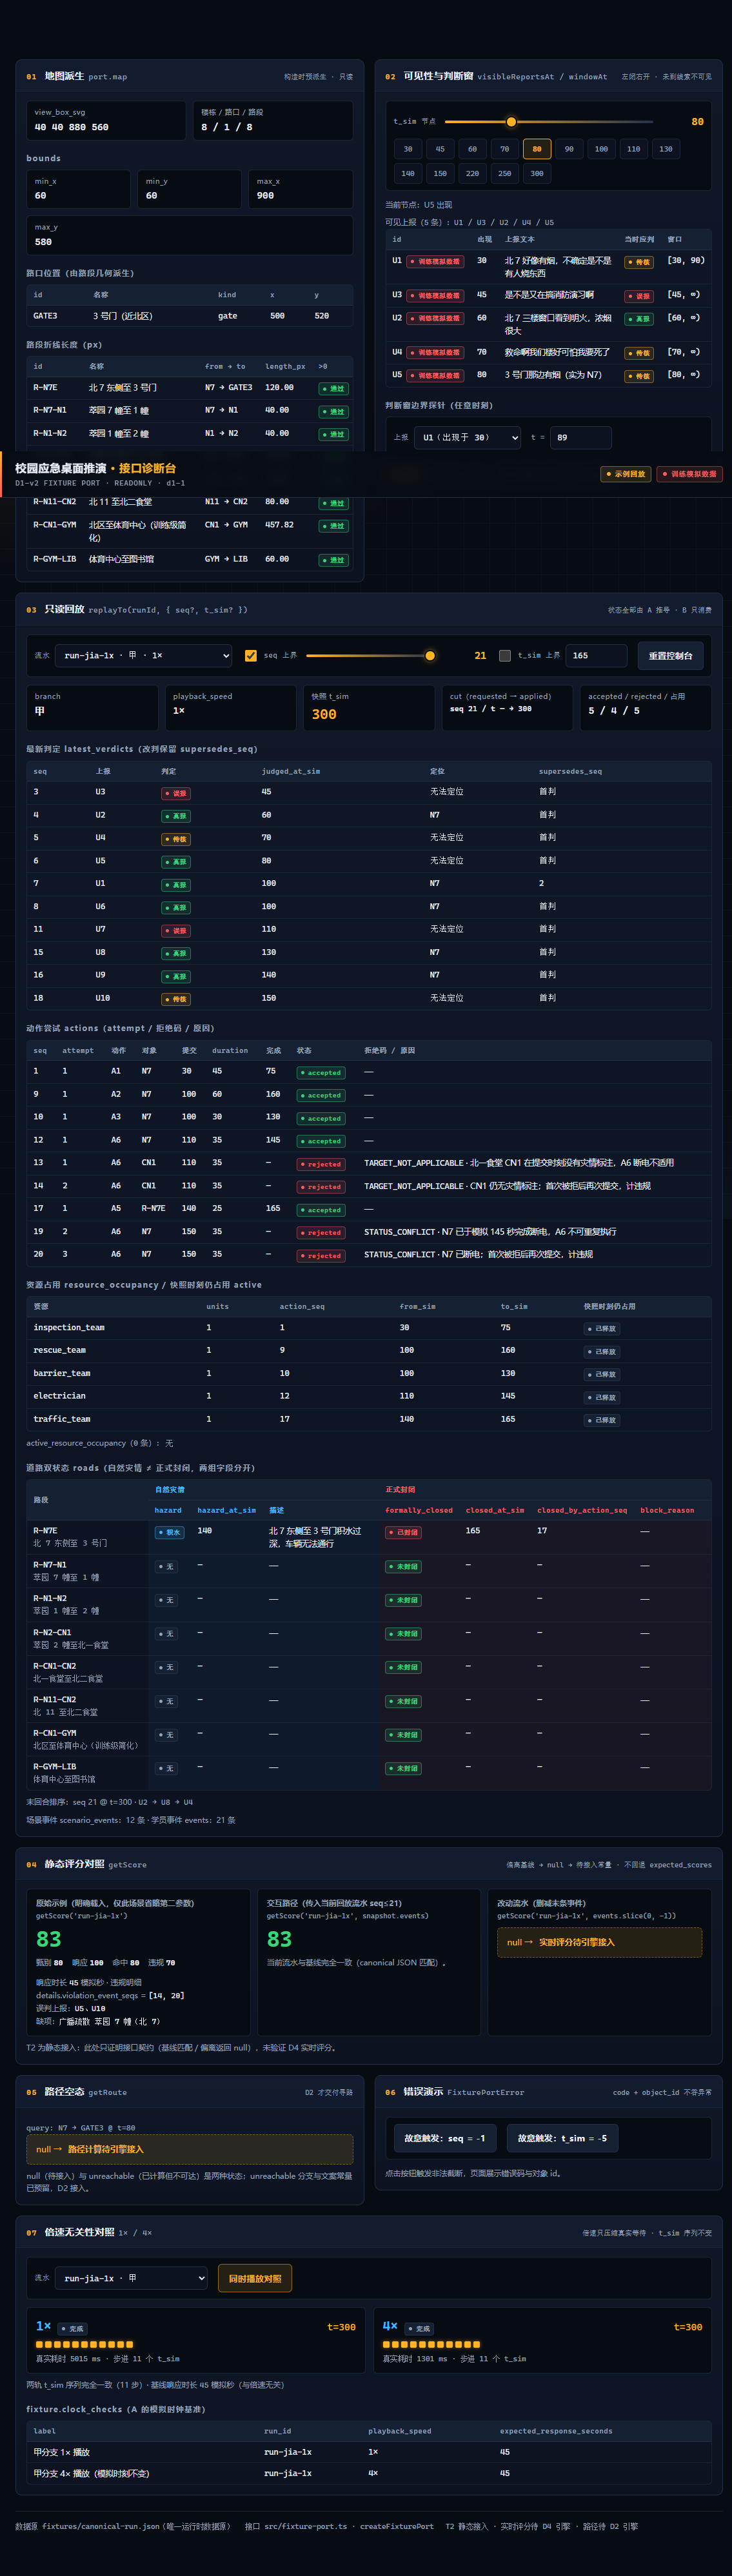 01 地图派生 port.map 构造时预派生 · 只读
view_box_svg
40 40 880 560
楼栋 / 路口 / 路段
8 / 1 / 8
bounds
min_x
60
min_y
60
max_x
900
max_y
580
路口位置 (由路段几何派生)
id 名称 kind x y
GATE3 3 号门 (近北区) gate 500 520
路段折线长度 (px)
id 名称 from → to length_px >0
R-N7E 北 7 东侧至 3 号门 N7 → GATE3 120.00 通过
R-N7-N1 萃园 7 幢至 1 幢 N7 → N1 40.00 通过
R-N1-N2 萃园 1 幢至 2 幢 N1 → N2 40.00 通过
02 可见性与判断窗 visibleReportsAt / windowAt 左闭右开 · 未到线索不可见
t_sim 节点 80
30 45 60 70 80 90 100 110 130
140 150 220 250 300
当前节点: U5 出现
可见上报 (5 条) : U1 / U3 / U2 / U4 / U5
id 出现 上报文本 当时应判 窗口
U1 训练模拟数据 30 北 7 好像有烟，不确定是不是有人烧东西 待核 [30, 90)
U3 训练模拟数据 45 是不是又在搞消防演习啊 误报 [45, ∞)
U2 训练模拟数据 60 北 7 三楼窗口看到明火，浓烟很大 真报 [60, ∞)
U4 训练模拟数据 70 救命啊我们楼好可怕我要死了 待核 [70, ∞)
U5 训练模拟数据 80 3 号门那边有烟 (实为 N7) 待核 [80, ∞)
判断窗边界探针 (任意时刻)
上报 U1 (出现于 30) t = 89
校园应急桌面推演 · 接口诊断台
D1-v2 FIXTURE PORT · READONLY · d1-1
示例回放 训练模拟数据
R-N11-CN2 北 11 至北二食堂 N11 → CN2 60.00 通过
R-CN1-GYM 北区至体育中心 (训练级简化) CN1 → GYM 457.82 通过
R-GYM-LIB 体育中心至图书馆 GYM → LIB 60.00 通过
03 只读回放 replayTo(runId, { seq?, t_sim? }) 状态全部由 A 推导 · B 只消费
流水 run-jia-1x · 甲 · 1× seq 上界 21 t_sim 上界 165 重置控制台
branch
甲
playback_speed
1×
快照 t_sim
300
cut (requested → applied)
seq 21 / t — → 300
accepted / rejected / 占用
5 / 4 / 5
最新判定 latest_verdicts (改判保留 supersedes_seq)
seq 上报 判定 judged_at_sim 定位 supersedes_seq
3 U3 误报 45 无法定位 首判
4 U2 真报 60 N7 首判
5 U4 待核 70 无法定位 首判
6 U5 真报 80 无法定位 首判
7 U1 真报 100 N7 2
8 U6 真报 100 N7 首判
11 U7 误报 110 无法定位 首判
15 U8 真报 130 N7 首判
16 U9 真报 140 N7 首判
18 U10 待核 150 无法定位 首判
动作尝试 actions (attempt / 拒绝码 / 原因)
seq attempt 动作 对象 提交 duration 完成 状态 拒绝码 / 原因
1 1 A1 N7 30 45 75 accepted —
9 1 A2 N7 100 60 160 accepted —
10 1 A3 N7 100 30 130 accepted —
12 1 A6 N7 110 35 145 accepted —
13 1 A6 CN1 110 35 — rejected TARGET_NOT_APPLICABLE · 北一食堂 CN1 在提交时刻没有灾情标注，A6 断电不适用
14 2 A6 CN1 110 35 — rejected TARGET_NOT_APPLICABLE · CN1 仍无灾情标注；首次被拒后再次提交，计违规
17 1 A5 R-N7E 140 25 165 accepted —
19 2 A6 N7 150 35 — rejected STATUS_CONFLICT · N7 已于模拟 145 秒完成断电，A6 不可重复执行
20 3 A6 N7 150 35 — rejected STATUS_CONFLICT · N7 已断电；首次被拒后再次提交，计违规
资源占用 resource_occupancy / 快照时刻仍占用 active
资源 units action_seq from_sim to_sim 快照时刻仍占用
inspection_team 1 1 30 75 已释放
rescue_team 1 9 100 160 已释放
barrier_team 1 10 100 130 已释放
electrician 1 12 110 145 已释放
traffic_team 1 17 140 165 已释放
active_resource_occupancy (0 条) : 无
道路双状态 roads (自然灾情 ≠ 正式封闭，两组字段分开)
路段 自然灾情 正式封闭
hazard hazard_at_sim 描述 formally_closed closed_at_sim closed_by_action_seq block_reason
R-N7E 北 7 东侧至 3 号门 积水 140 北 7 东侧至 3 号门积水过深，车辆无法通行 已封闭 165 17 —
R-N7-N1 萃园 7 幢至 1 幢 无 — — 未封闭 — — —
R-N1-N2 萃园 1 幢至 2 幢 无 — — 未封闭 — — —
R-N2-CN1 萃园 2 幢至北一食堂 无 — — 未封闭 — — —
R-CN1-CN2 北一食堂至北二食堂 无 — — 未封闭 — — —
R-N11-CN2 北 11 至北二食堂 无 — — 未封闭 — — —
R-CN1-GYM 北区至体育中心 (训练级简化) 无 — — 未封闭 — — —
R-GYM-LIB 体育中心至图书馆 无 — — 未封闭 — — —
末回合排序: seq 21 @ t=300 · U2 → U8 → U4
场景事件 scenario_events: 12 条 · 学员事件 events: 21 条
04 静态评分对照 getScore 偏离基线 → null → 待接入常量 · 不回退 expected_scores
原始示例 (明确载入，仅此场景省略第二参数)
getScore('run-jia-1x')
83
甄别 80 响应 100 命中 80 违规 70
响应时长 45 模拟秒 · 违规明细
details.violation_event_seqs = [14, 20]
误判上报: U5、U10
缺项: 广播疏散 萃园 7 幢 (北 7)
交互路径 (传入当前回放流水 seq≤21)
getScore('run-jia-1x', snapshot.events)
83
当前流水与基线完全一致 (canonical JSON 匹配) 。
改动流水 (删减末条事件)
getScore('run-jia-1x', events.slice(0, -1))
null → 实时评分待引擎接入
T2 为静态接入: 此处只证明接口契约 (基线匹配 / 偏离返回 null) ，未验证 D4 实时评分。
05 路径空态 getRoute D2 才交付寻路
query: N7 → GATE3 @ t=80
null → 路径计算待引擎接入
null (待接入) 与 unreachable (已计算但不可达) 是两种状态；unreachable 分支与文案常量已预留，D2 接入。
06 错误演示 FixturePortError code + object_id 不吞异常
故意触发: seq = -1 故意触发: t_sim = -5
点击按钮触发非法截断，页面展示错误码与对象 id。
07 倍速无关性对照 1× / 4× 倍速只压缩真实等待 · t_sim 序列不变
流水 run-jia-1x · 甲 同时播放对照
1× 完成 t=300
真实耗时 5015 ms · 步进 11 个 t_sim
4× 完成 t=300
真实耗时 1301 ms · 步进 11 个 t_sim
两轨 t_sim 序列完全一致 (11 步) · 基线响应时长 45 模拟秒 (与倍速无关)
fixture.clock_checks (A 的模拟时钟基准)
label run_id playback_speed expected_response_seconds
甲分支 1× 播放 run-jia-1x 1× 45
甲分支 4× 播放 (模拟时刻不变) run-jia-1x 4× 45
数据源 fixtures/canonical-run.json (唯一运行时数据源) 接口 src/fixture-port.ts · createFixturePort T2 静态接入 · 实时评分待 D4 引擎 · 路径待 D2 引擎